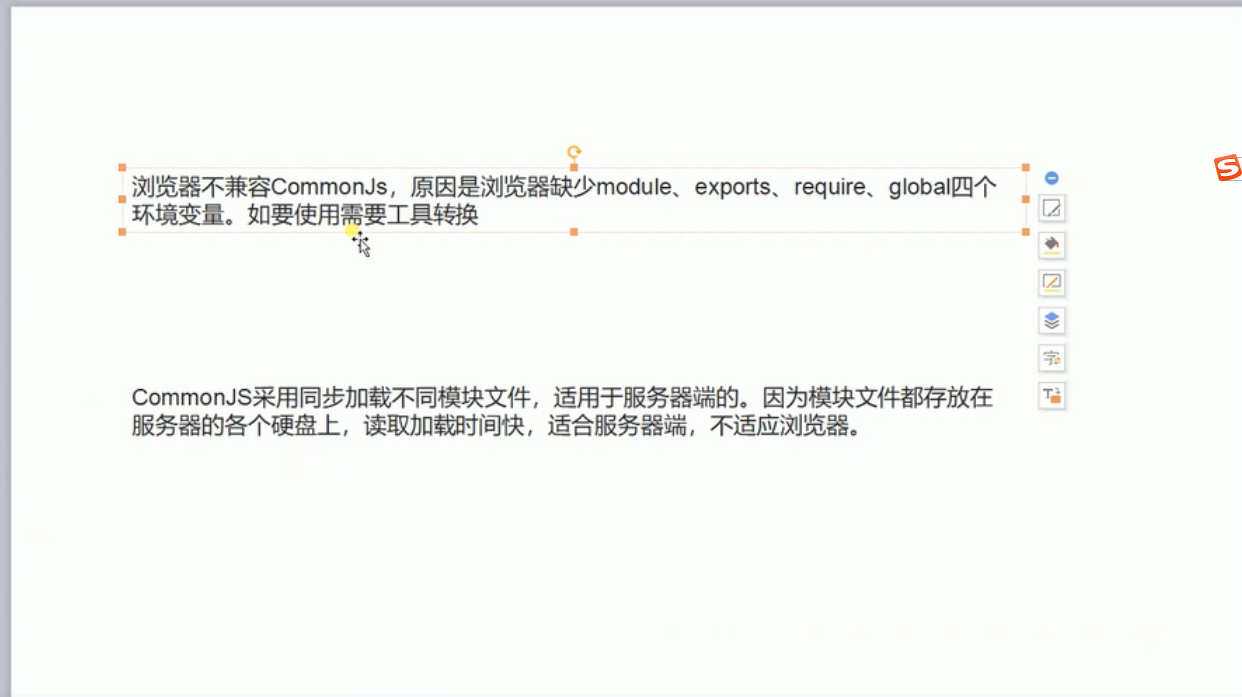 浏览器不兼容CommonJs，原因是浏览器缺少module、exports、require、global四个
环境变量。如要使用需要工具转换
CommonJS采用同步加载不同模块文件，适用于服务器端的。因为模块文件都存放在
服务器的各个硬盘上，读取加载时间快，适合服务器端，不适应浏览器。